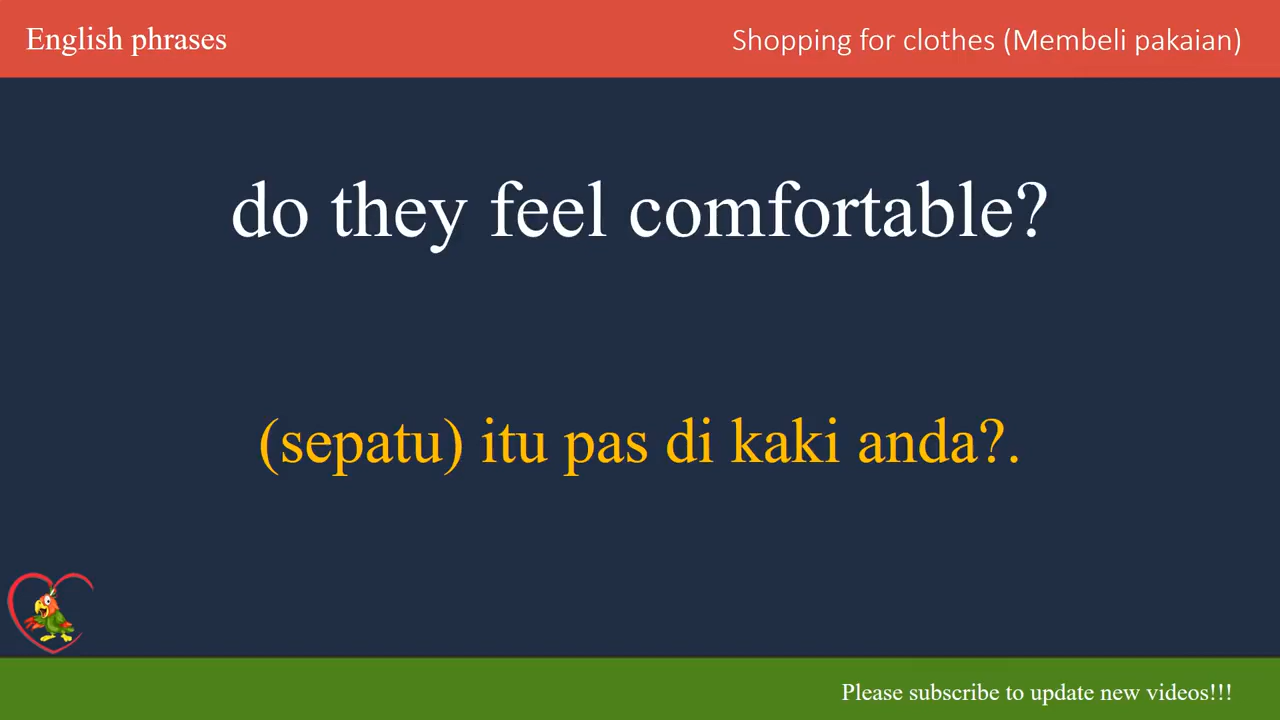 English phrases
Shopping for clothes (Membeli pakaian)
do they feel comfortable?
(sepatu) itu pas di kaki anda?.
Please subscribe to update new videos!!!